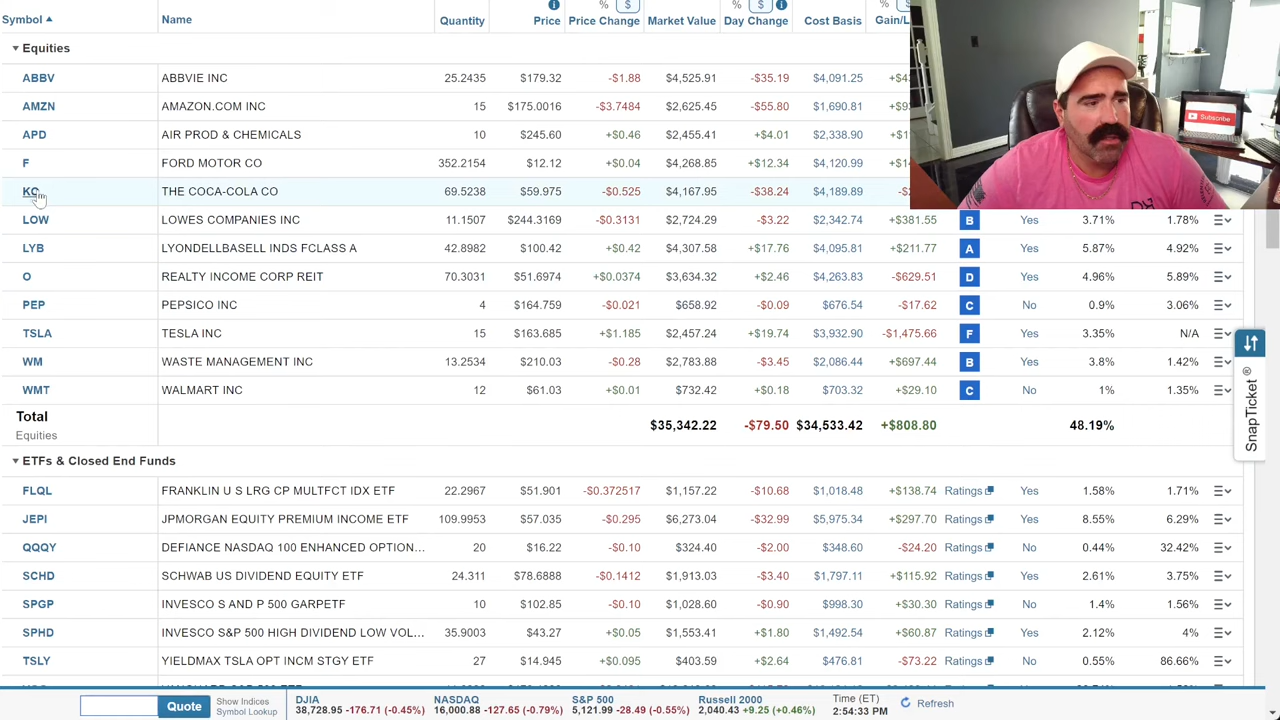 % $ % $ %
Symbol Name Quantity Price Price Change Market Value Day Change Cost Basis
Equities
ABBV ABBVIE INC 25.2435 $179.32 -$1.88 $4,525.91 -$35.19 $4,091.25
AMZN AMAZON.COM INC 15 $175.0016 -$3.7484 $2,625.45 -$55.80 $1,690.81
APD AIR PROD & CHEMICALS 10 $245.60 +$0.46 $2,455.41 +$4.01 $2,338.90
F FORD MOTOR CO 352.2154 $12.12 +$0.04 $4,268.85 +$12.34 $4,120.99
KO THE COCA-COLA CO 69.5238 $59.975 -$0.525 $4,167.95 -$38.24 $4,189.89
LOW LOWES COMPANIES INC 11.1507 $244.3169 -$0.3131 $2,724.29 -$3.22 $2,342.74 +$381.55 B Yes 3.71% 1.78%
LYB LYONDELLBASELL INDS FCLASS A 42.8982 $100.42 +$0.42 $4,307.88 +$17.76 $4,095.81 +$211.77 A Yes 5.87% 4.92%
O REALTY INCOME CORP REIT 70.3031 $51.6974 +$0.0374 $3,634.32 +$2.46 $4,263.83 -$629.51 D Yes 4.96% 5.89%
PEP PEPSICO INC 4 $164.759 -$0.021 $658.92 -$0.09 $676.54 -$17.62 C No 0.9% 3.06%
TSLA TESLA INC 15 $163.685 +$1.185 $2,457.24 +$19.74 $3,932.90 -$1,475.66 F Yes 3.35% N/A
WM WASTE MANAGEMENT INC 13.2534 -$0.28 $2,783.88 -$3.45 $2,086.44 +$697.44 B Yes 3.8% 1.42%
WMT WALMART INC 12 $61.03 +$0.01 $732.42 +$0.18 $703.32 +$29.10 C No 1% 1.35%
Total $35,342.22 -$79.50 $34,533.42 +$808.80 48.19%
Equities
ETFs & Closed End Funds
FLQL FRANKLIN U S LRG CP MULTFCT IDX ETF 22.2967 $51.901 -$0.372517 $1,157.22 -$10.68 $1,018.48 +$138.74 Ratings Yes 1.58% 1.71%
JEPI JPMORGAN EQUITY PREMIUM INCOME ETF 109.9953 $57.035 -$0.295 $6,273.04 -$32.99 $5,975.34 +$297.70 Ratings Yes 8.55% 6.29%
QQQY DEFIANCE NASDAQ 100 ENHANCED OPTION... 20 $16.22 -$0.10 $324.40 -$2.00 $348.60 -$24.20 Ratings No 0.44% 32.42%
SCHD SCHWAB US DIVIDEND EQUITY ETF 24.311 $78.6888 -$0.1412 $1,913.03 -$3.40 $1,797.11 +$115.92 Ratings Yes 2.61% 3.75%
SPGP INVESCO S AND P 500 GARPETF 10 $102.85 -$0.10 $1,028.60 -$0.90 $998.30 +$30.30 Ratings No 1.4% 1.56%
SPHD INVESCO S&P 500 HIGH DIVIDEND LOW VOL... 35.9003 $43.27 +$0.05 $1,553.41 +$1.80 $1,492.54 +$60.87 Ratings Yes 2.12% 4%
TSLY YIELDMAX TSLA OPT INCM STGY ETF 27 $14.945 +$0.095 $403.59 +$2.64 $476.81 -$73.22 Ratings No 0.55% 86.66%
Subscribe
SnapTicket®
Quote Show Indices
Symbol Lookup
DJIA
38,728.95 -176.71 (-0.45%)
NASDAQ
16,000.88 -127.65 (-0.79%)
S&P 500
5,121.99 -28.49 (-0.55%)
Russell 2000
2,040.43 +9.25 (+0.46%)
Time (ET)
2:54:33 PM
Refresh